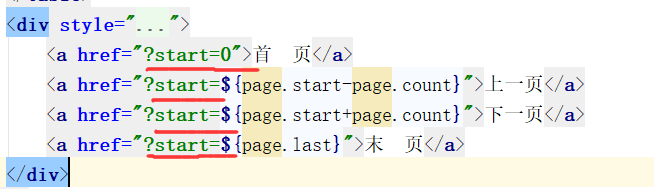 <div style="...">
<a href="?start=0">首　页</a>
<a href="?start=${page.start-page.count}">上一页</a>
<a href="?start=${page.start+page.count}">下一页</a>
<a href="?start=${page.last}">末　页</a>
</div>